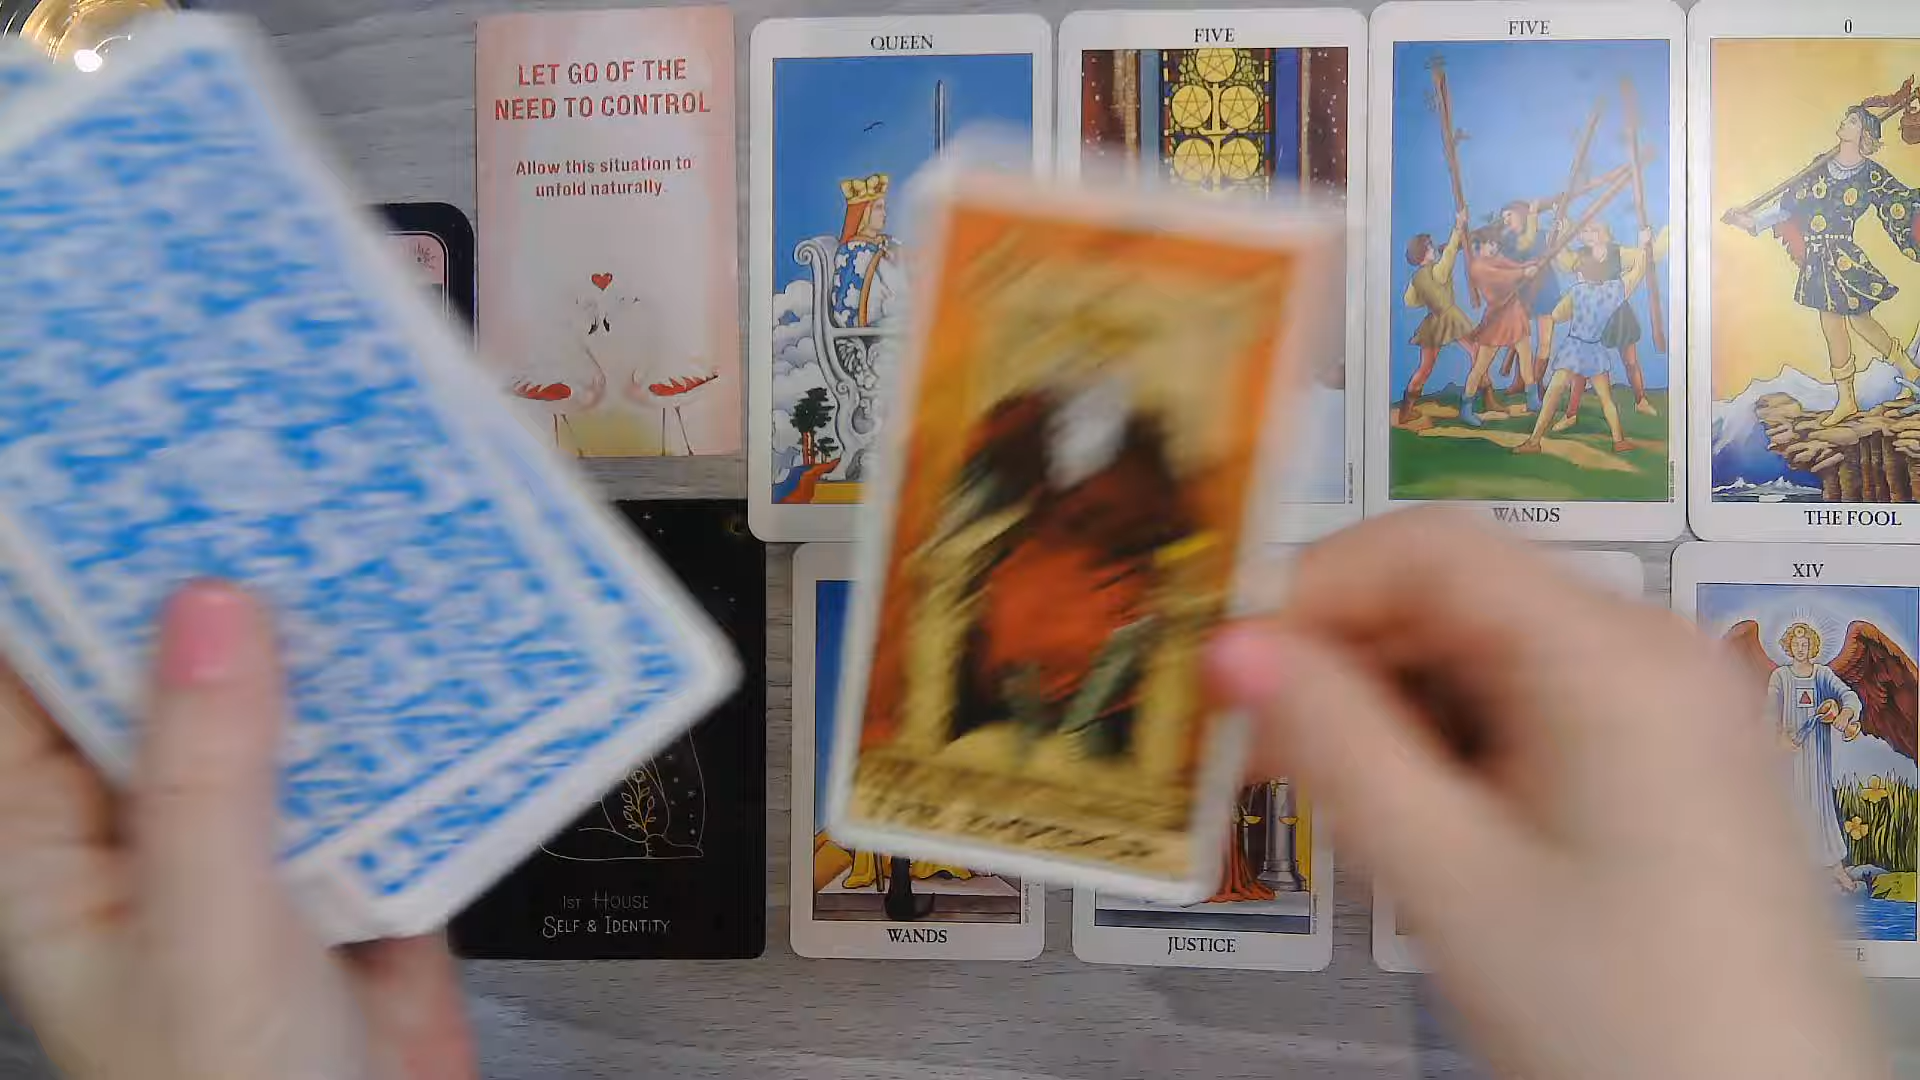 LET GO OF THE
NEED TO CONTROL
Allow this situation to
unfold naturally.
QUEEN
FIVE
FIVE
WANDS
0
THE FOOL
1ST HOUSE
SELF & IDENTITY
WANDS
JUSTICE
XIV
E